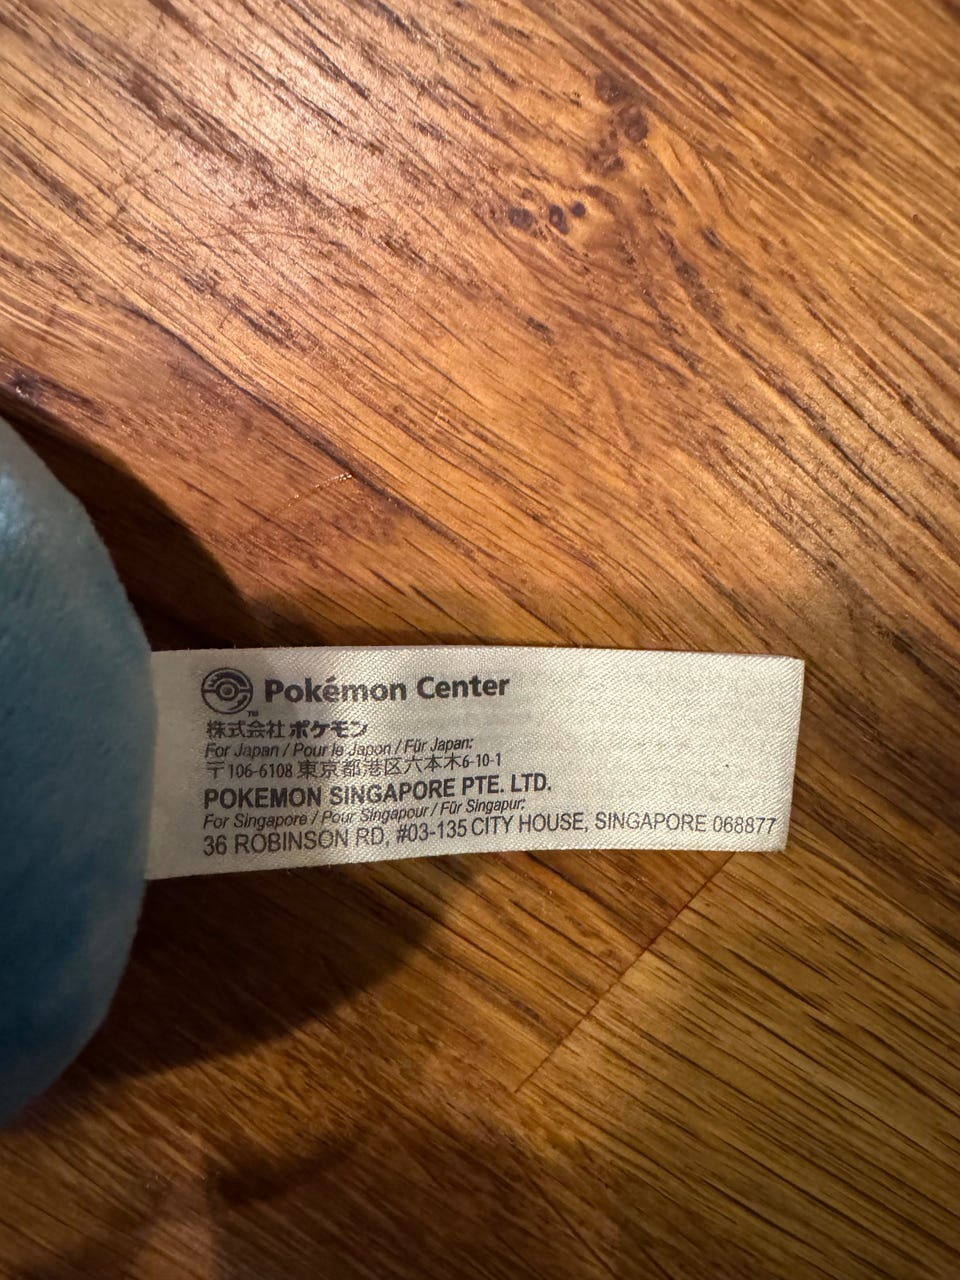 Pokémon Center
TM
株式会社ポケモン
For Japan / Pour le Japon / Für Japan:
〒106-6108 東京都港区六本木6-10-1
POKEMON SINGAPORE PTE. LTD.
For Singapore / Pour Singapour / Für Singapur:
36 ROBINSON RD, #03-135 CITY HOUSE, SINGAPORE 068877